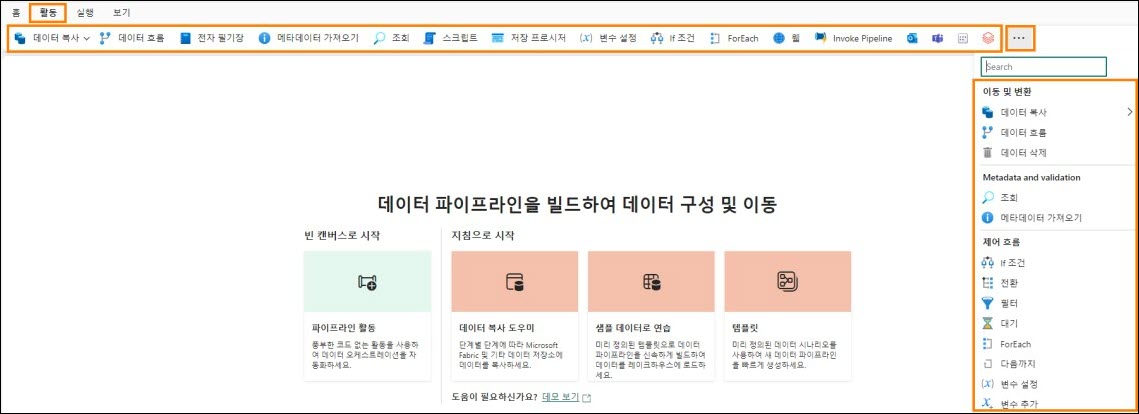 홈 활동 실행 보기
데이터 복사 데이터 흐름 전자 필기장 메타데이터 가져오기 조회 스크립트 저장 프로시저 (x) 변수 설정 If 조건 ForEach 웹 Invoke Pipeline ...
Search
이동 및 변환
데이터 복사
데이터 흐름
데이터 삭제
Metadata and validation
조회
메타데이터 가져오기
제어 흐름
If 조건
전환
필터
대기
ForEach
다음까지
(x) 변수 설정
변수 추가
데이터 파이프라인을 빌드하여 데이터 구성 및 이동
빈 캔버스로 시작
파이프라인 활동
풍부한 코드 없는 활동을 사용하
여 데이터 오케스트레이션을 자
동화하세요.
지침으로 시작
데이터 복사 도우미
단계별 단계에 따라 Microsoft
Fabric 및 기타 데이터 저장소에
데이터를 복사하세요.
샘플 데이터로 연습
미리 정의된 템플릿으로 데이터
파이프라인을 신속하게 빌드하여
데이터를 레이크하우스에 로드하
세요.
템플릿
미리 정의된 데이터 시나리오를
사용하여 새 데이터 파이프라인
을 빠르게 생성하세요.
도움이 필요하신가요? 데모 보기